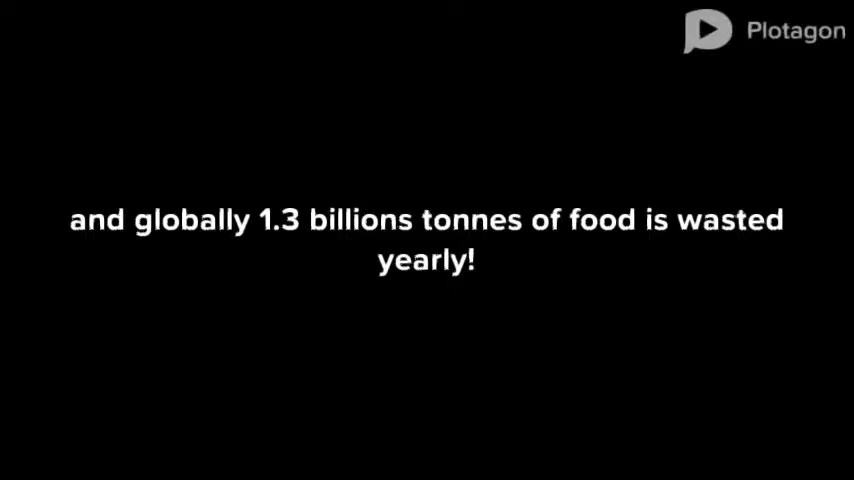 Plotagon
and globally 1.3 billions tonnes of food is wasted
yearly!